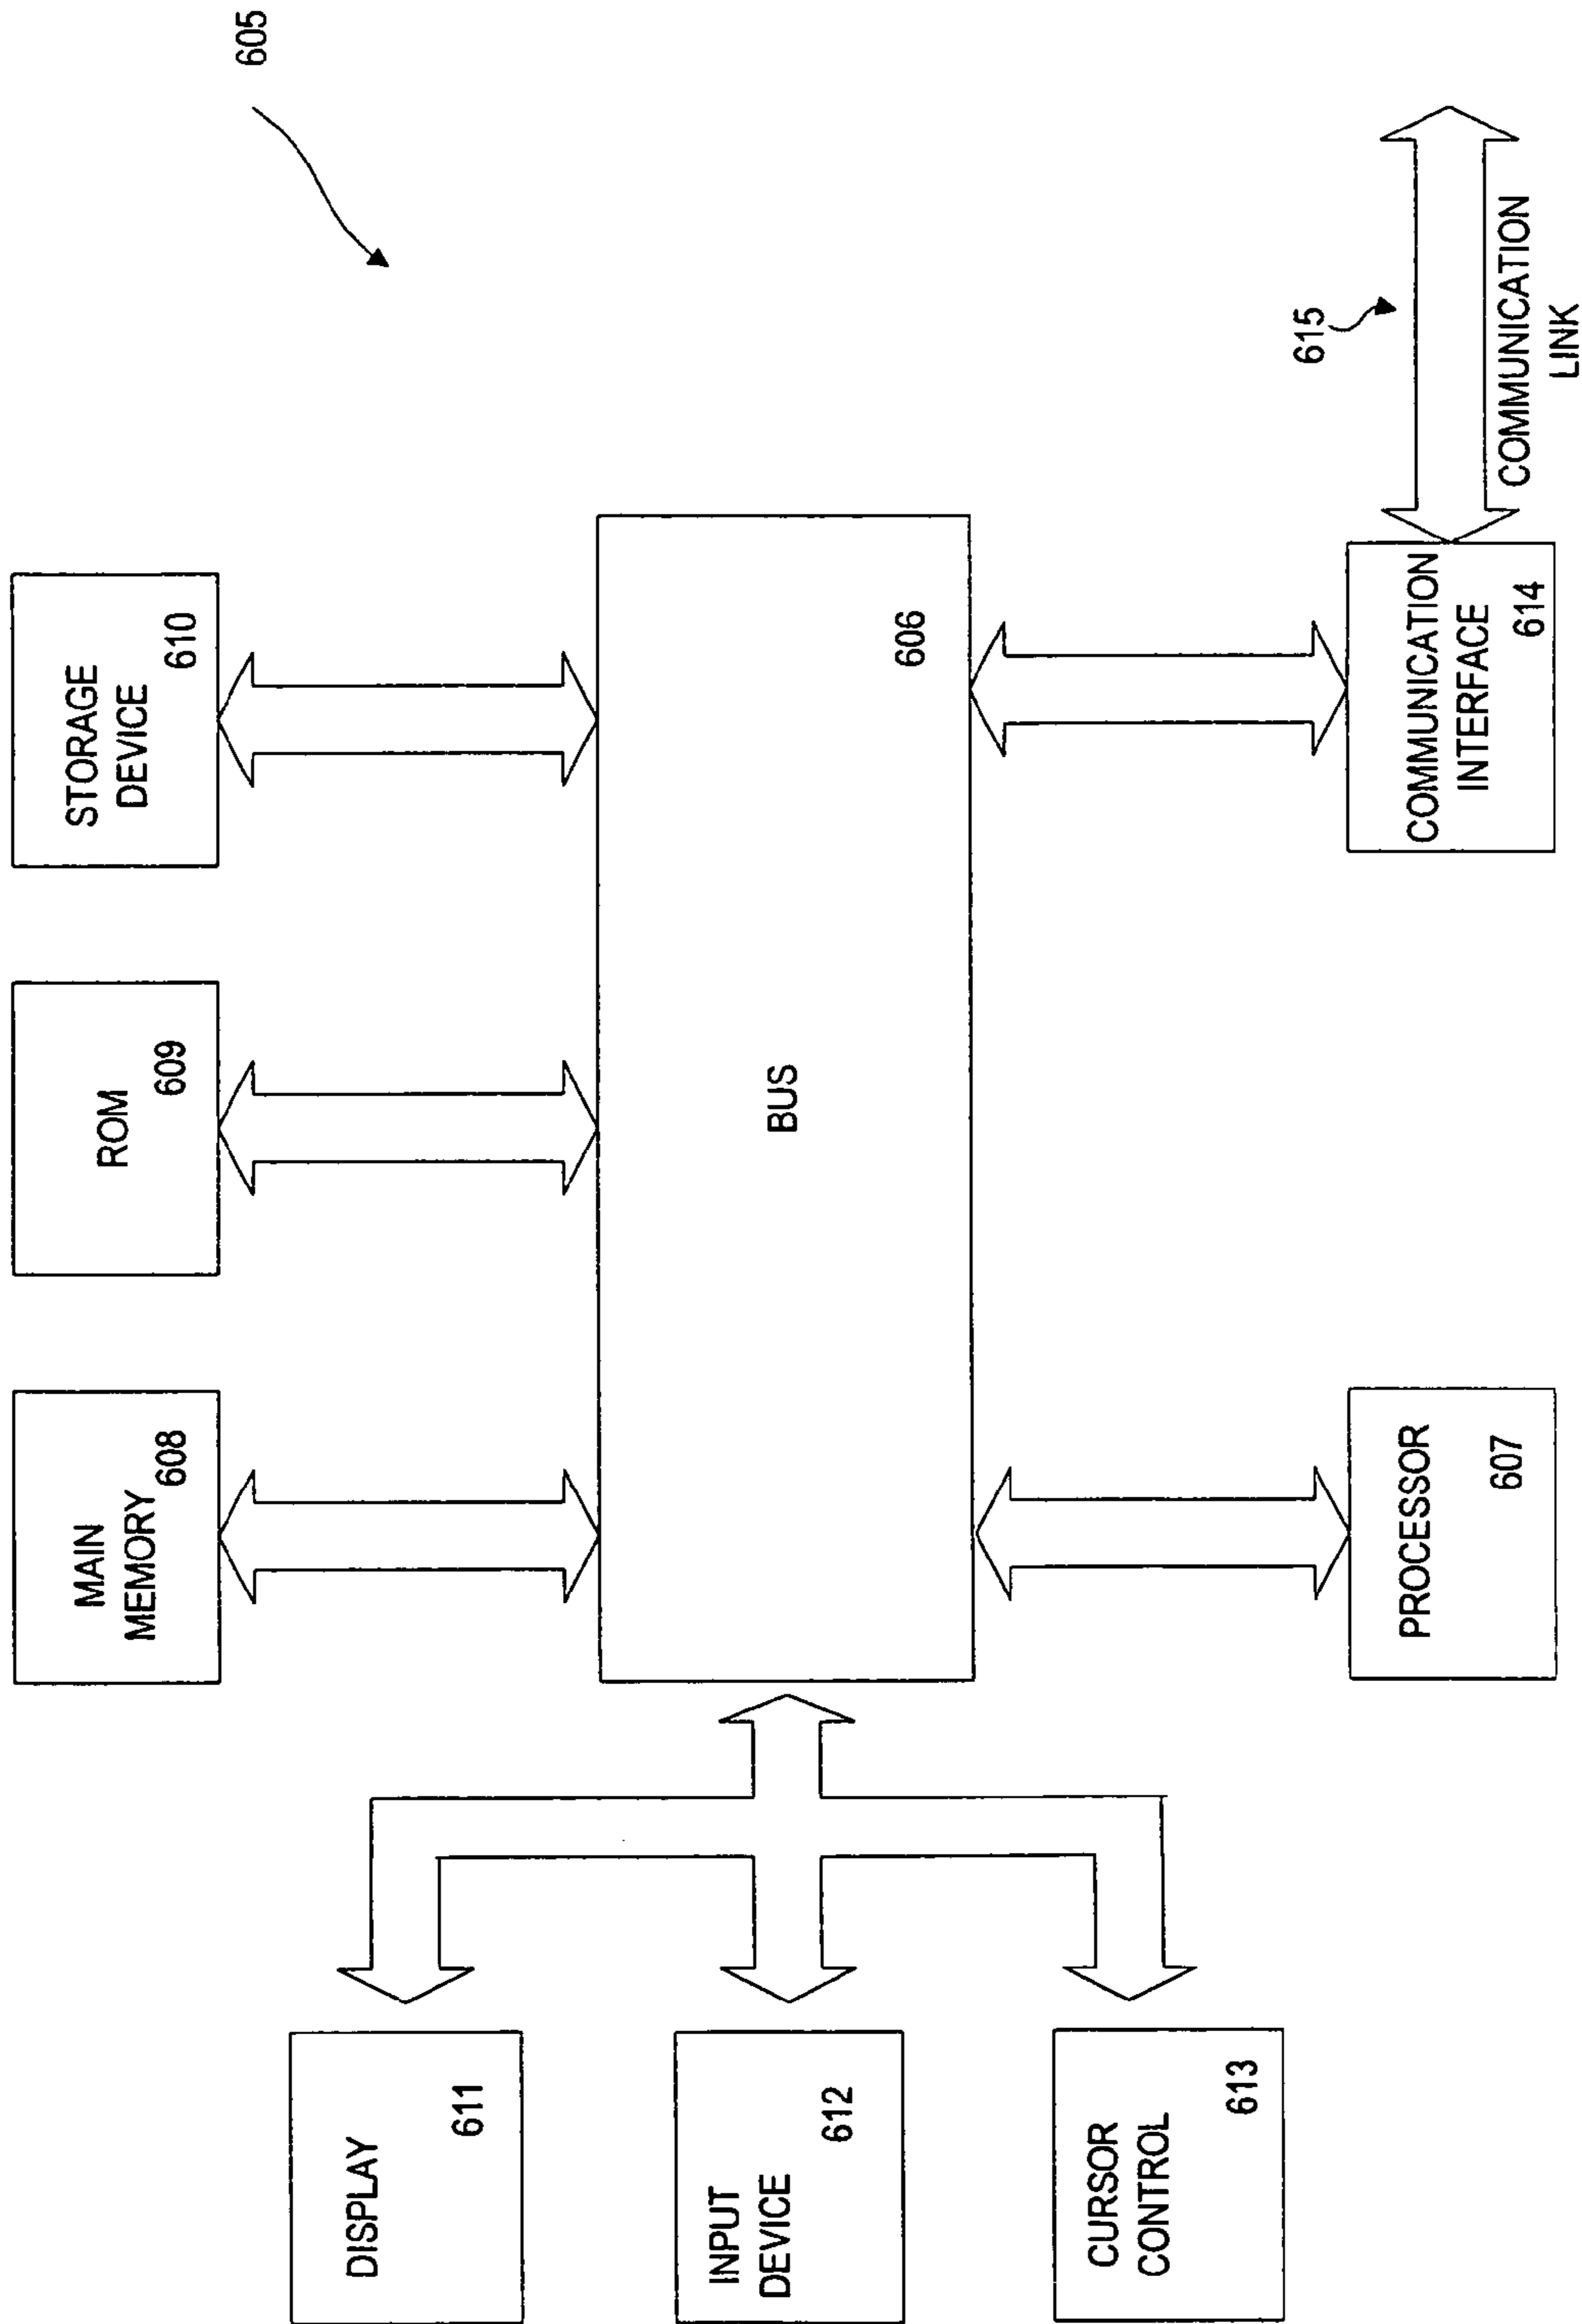 605
MAIN
MEMORY
608
ROM
609
STORAGE
DEVICE
610
DISPLAY
611
INPUT
DEVICE
612
CURSOR
CONTROL
613
BUS
606
PROCESSOR
607
COMMUNICATION
INTERFACE
614
615
COMMUNICATION
LINK